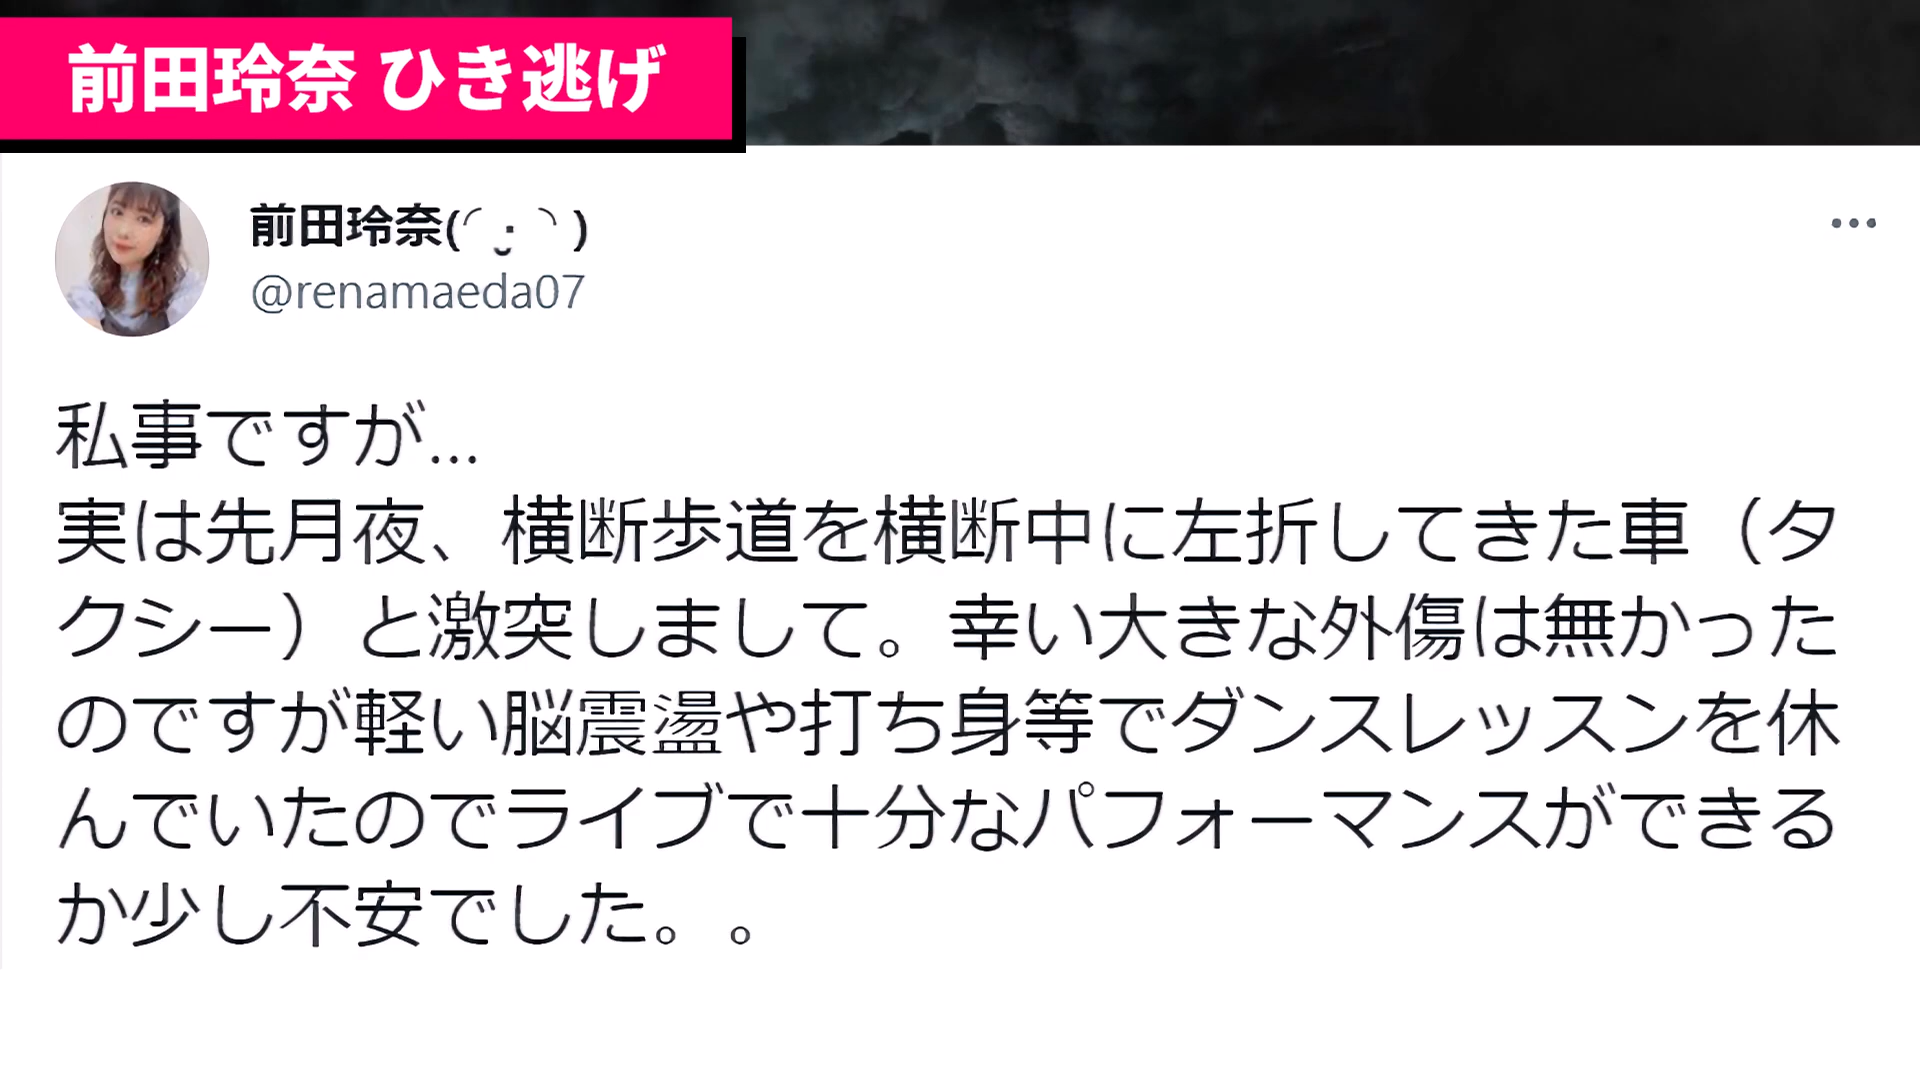 前田玲奈 ひき逃げ
前田玲奈(◜ ·̮ ◝ )
@renamaeda07
私事ですが...
実は先月夜、横断歩道を横断中に左折してきた車（タ
クシー）と激突しまして。幸い大きな外傷は無かった
のですが軽い脳震盪や打ち身等でダンスレッスンを休
んでいたのでライブで十分なパフォーマンスができる
か少し不安でした。。